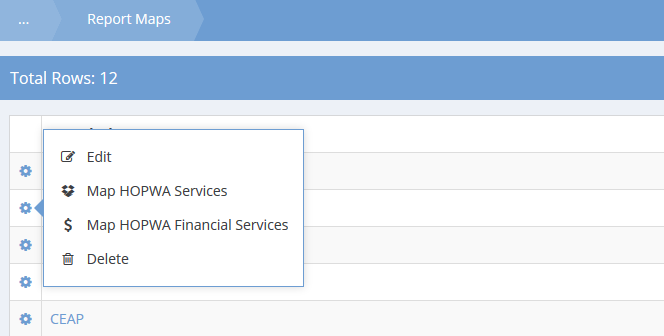 ... Report Maps
Total Rows: 12
Edit
Map HOPWA Services
Map HOPWA Financial Services
Delete
CEAP